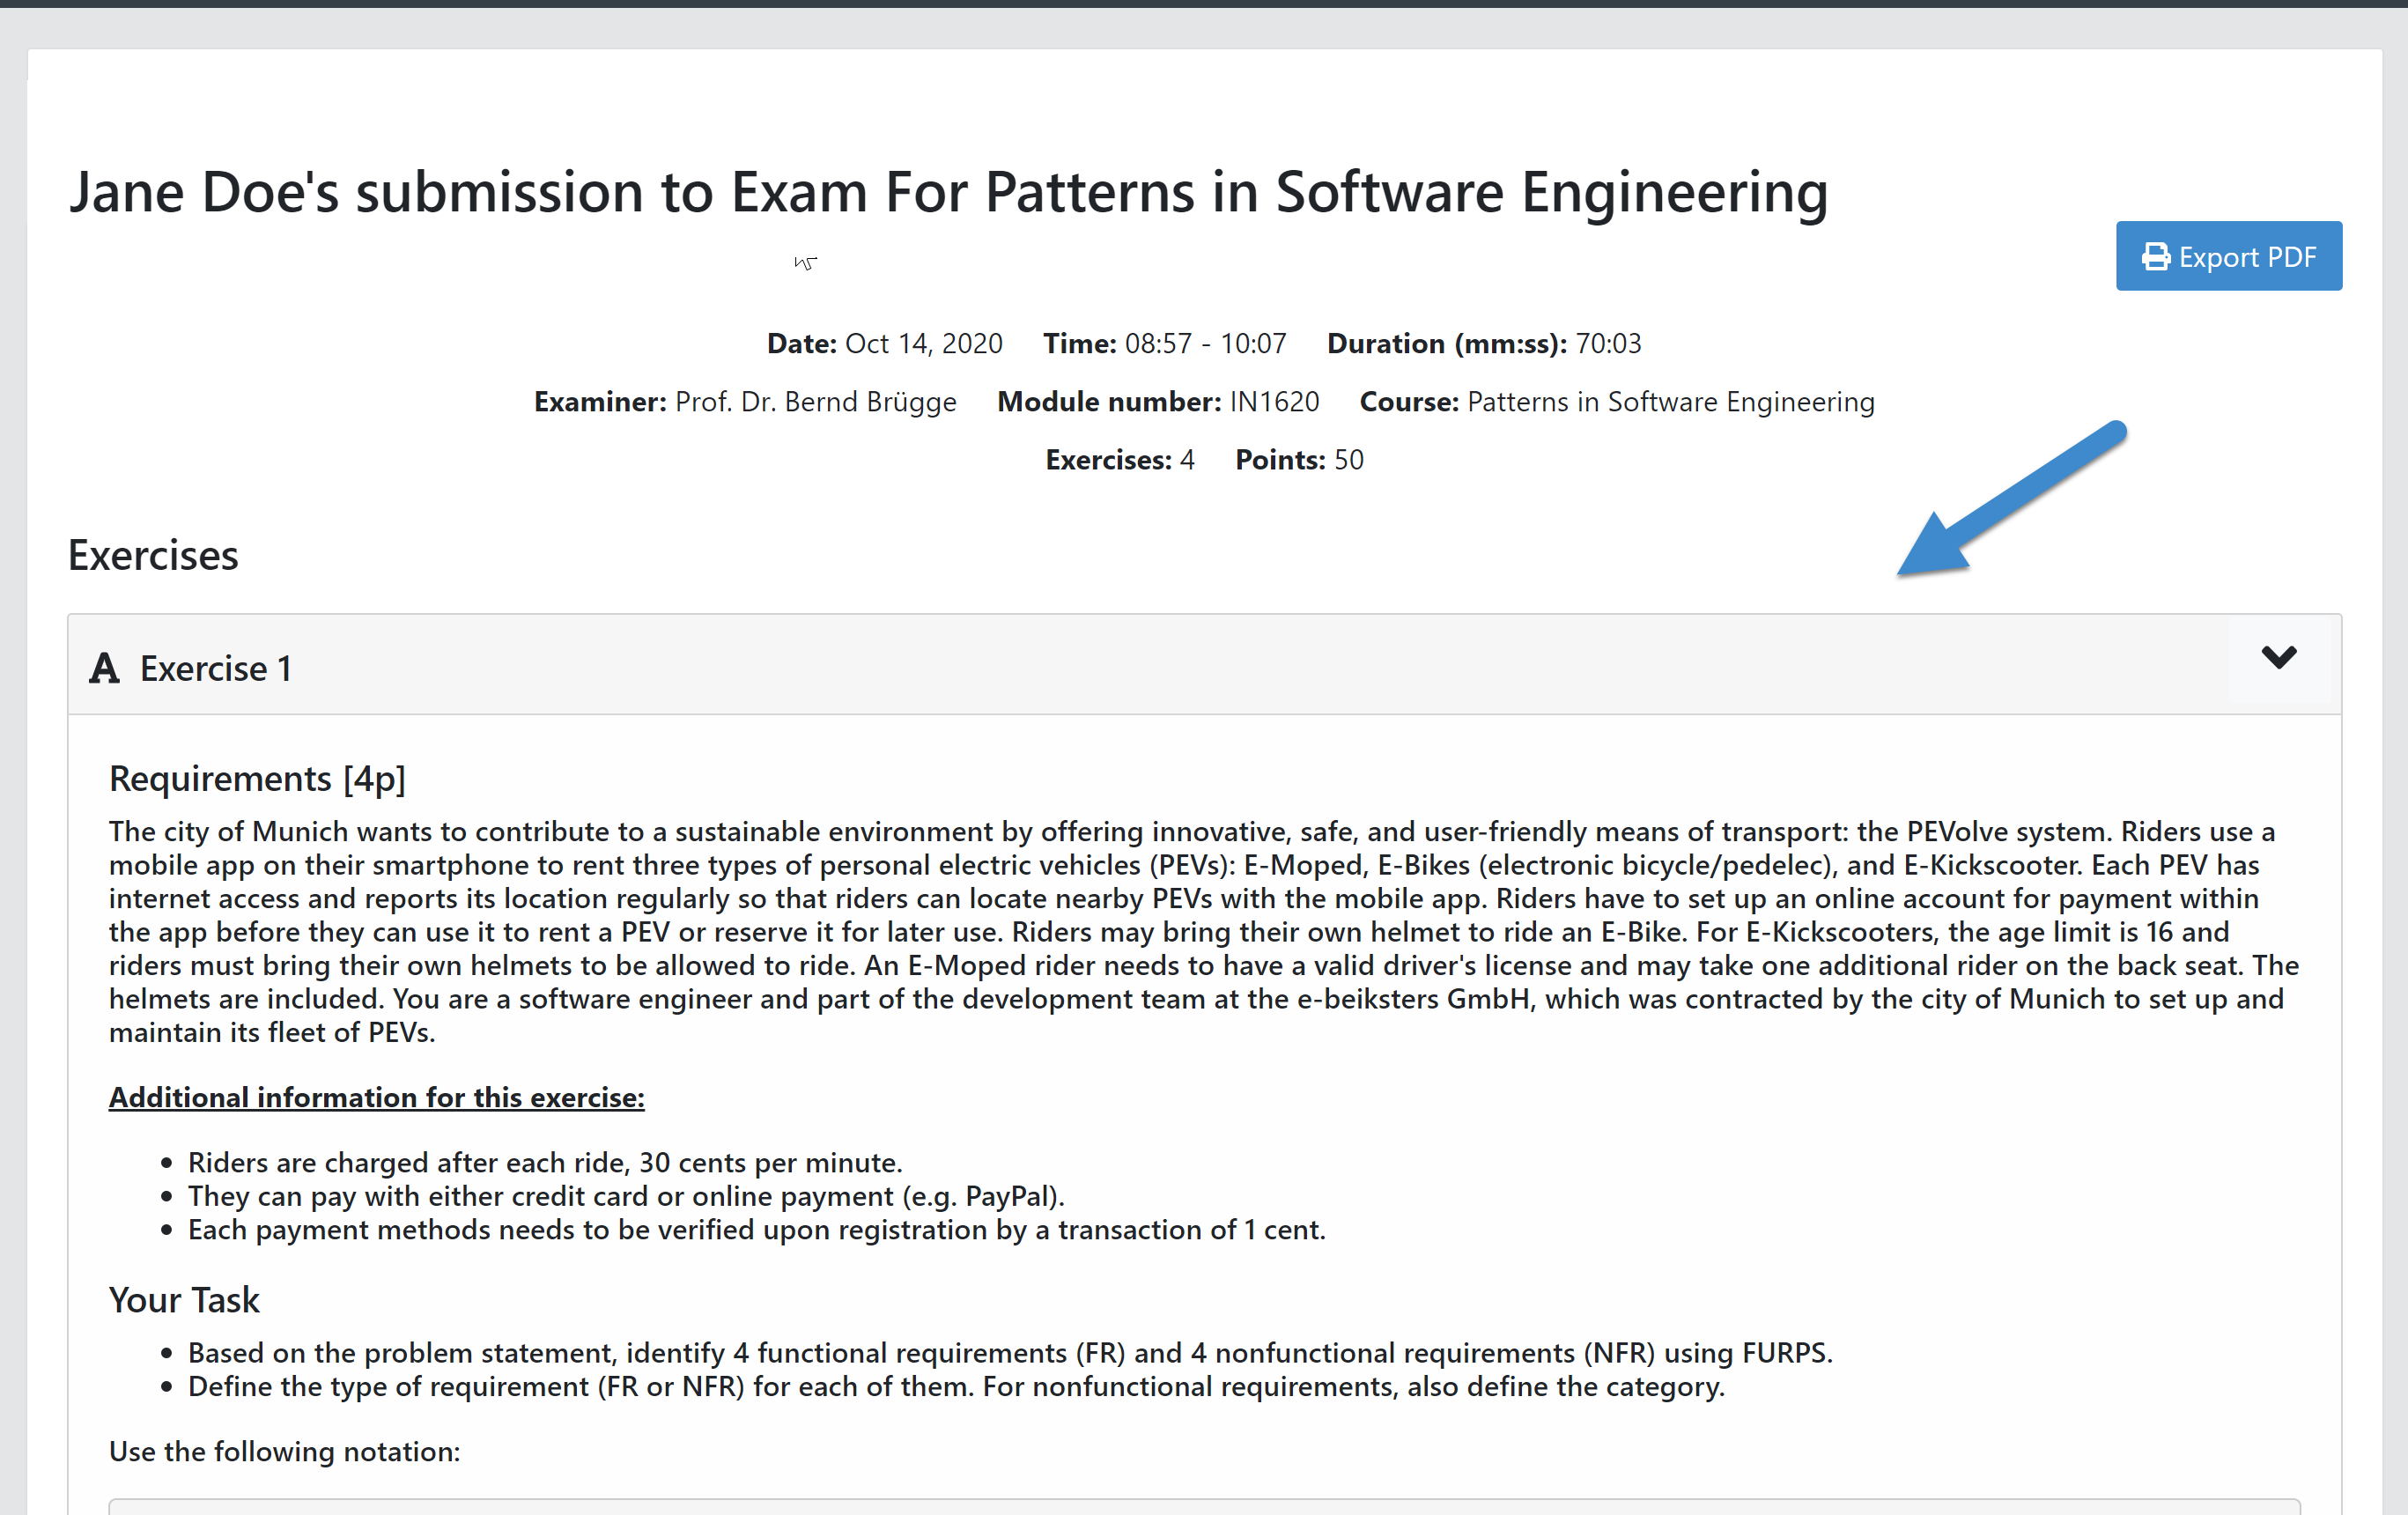 Jane Doe's submission to Exam For Patterns in Software Engineering
Export PDF
Date: Oct 14, 2020 Time: 08:57 - 10:07 Duration (mm:ss): 70:03
Examiner: Prof. Dr. Bernd Brügge Module number: IN1620 Course: Patterns in Software Engineering
Exercises: 4 Points: 50
Exercises
A Exercise 1
Requirements [4p]
The city of Munich wants to contribute to a sustainable environment by offering innovative, safe, and user-friendly means of transport: the PEVolve system. Riders use a
mobile app on their smartphone to rent three types of personal electric vehicles (PEVs): E-Moped, E-Bikes (electronic bicycle/pedelec), and E-Kickscooter. Each PEV has
internet access and reports its location regularly so that riders can locate nearby PEVs with the mobile app. Riders have to set up an online account for payment within
the app before they can use it to rent a PEV or reserve it for later use. Riders may bring their own helmet to ride an E-Bike. For E-Kickscooters, the age limit is 16 and
riders must bring their own helmets to be allowed to ride. An E-Moped rider needs to have a valid driver's license and may take one additional rider on the back seat. The
helmets are included. You are a software engineer and part of the development team at the e-beiksters GmbH, which was contracted by the city of Munich to set up and
maintain its fleet of PEVs.
Additional information for this exercise:
• Riders are charged after each ride, 30 cents per minute.
• They can pay with either credit card or online payment (e.g. PayPal).
• Each payment methods needs to be verified upon registration by a transaction of 1 cent.
Your Task
• Based on the problem statement, identify 4 functional requirements (FR) and 4 nonfunctional requirements (NFR) using FURPS.
• Define the type of requirement (FR or NFR) for each of them. For nonfunctional requirements, also define the category.
Use the following notation: